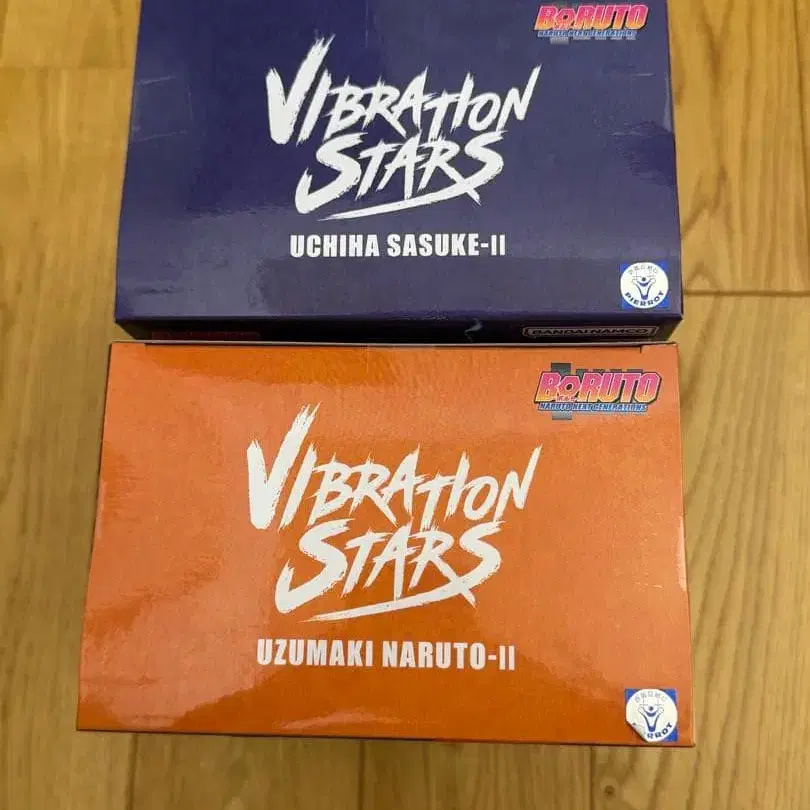 BORUTO
NARUTO NEXT GENERATIONS
VIBRATION
STARS
UCHIHA SASUKE-II
PIERROT
BANDAI NAMCO
BORUTO
NARUTO NEXT GENERATIONS
VIBRATION
STARS
UZUMAKI NARUTO-II